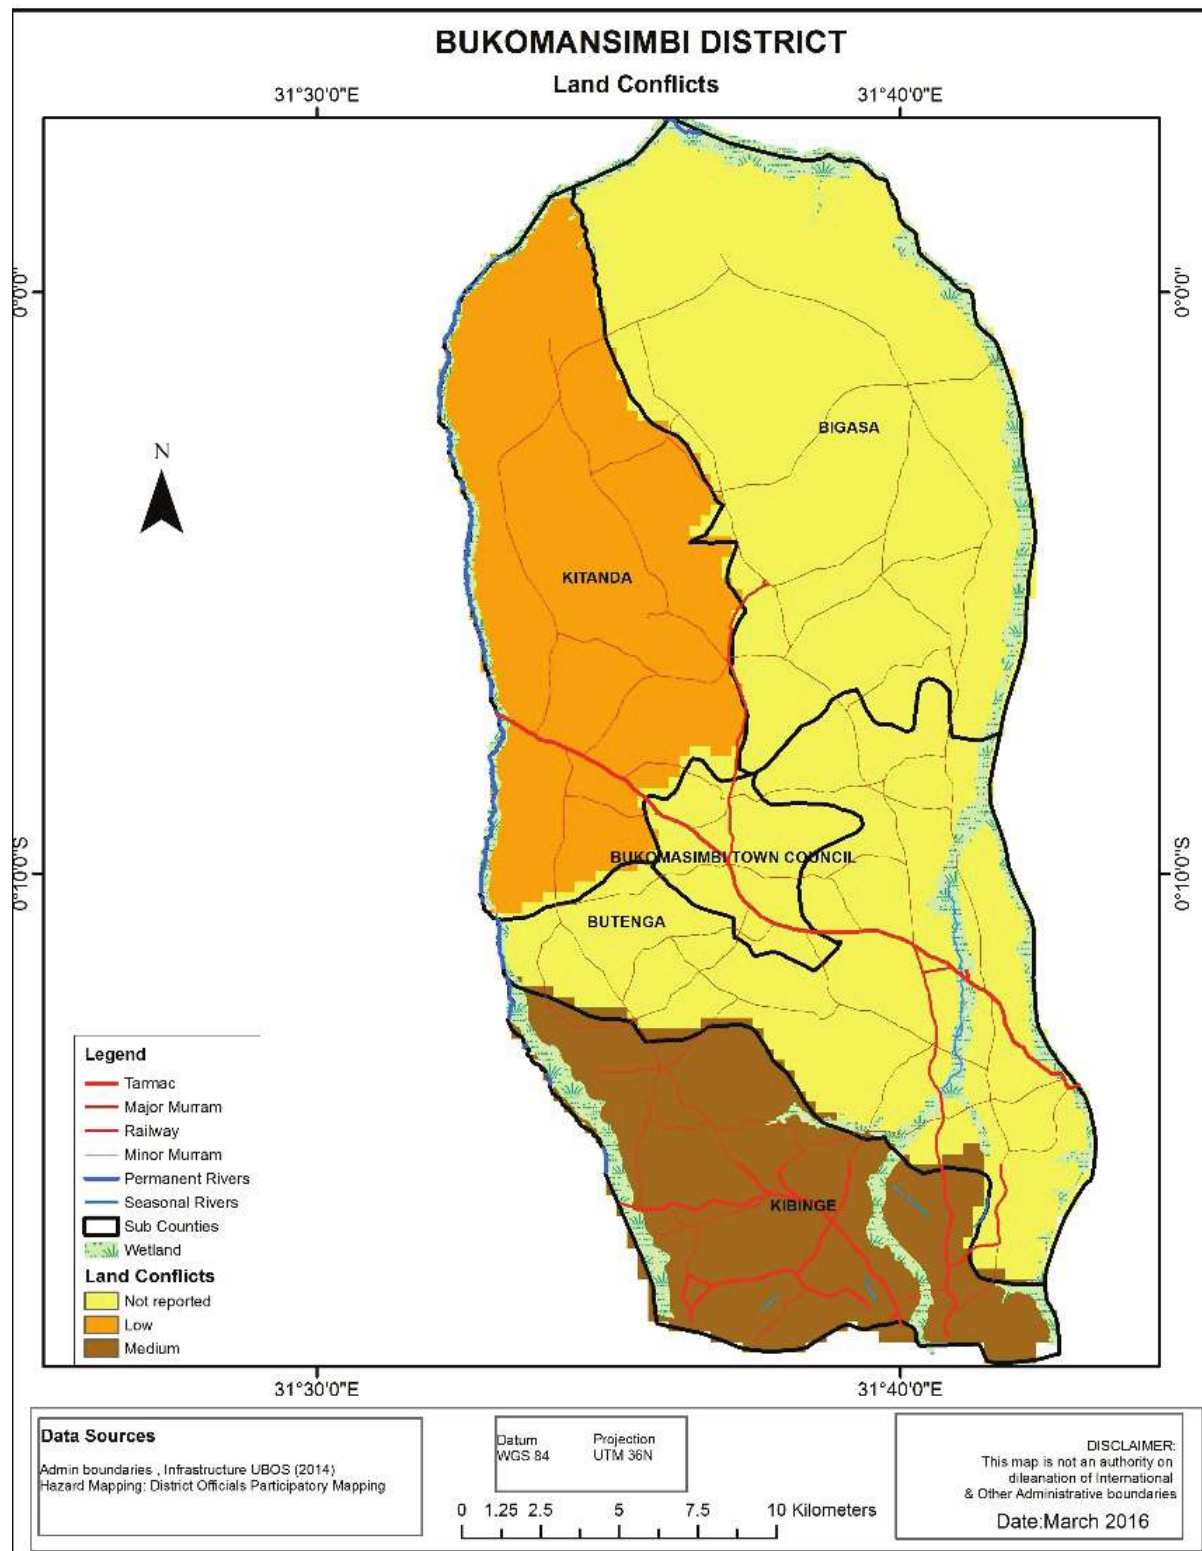 BUKOMANSIMBI DISTRICT
Land Conflicts
31°30'0"E
31°40'0"E
0°0'0"
0°0'0"
BIGASA
N
KITANDA
0°10'0"S
0°10'0"S
BUKOMASIMBI TOWN COUNCIL
BUTENGA
KIBINGE
Legend
Tarmac
Major Murram
Railway
Minor Murram
Permanent Rivers
Seasonal Rivers
Sub Counties
Wetland
Land Conflicts
Not reported
Low
Medium
31°30'0"E
31°40'0"E
Data Sources
Admin boundaries , Infrastructure UBOS (2014)
Hazard Mapping: District Officials Participatory Mapping
Datum
WGS 84
Projection
UTM 36N
0 1.25 2.5 5 7.5 10 Kilometers
DISCLAIMER:
This map is not an authority on
dileanation of International
& Other Administrative boundaries
Date:March 2016